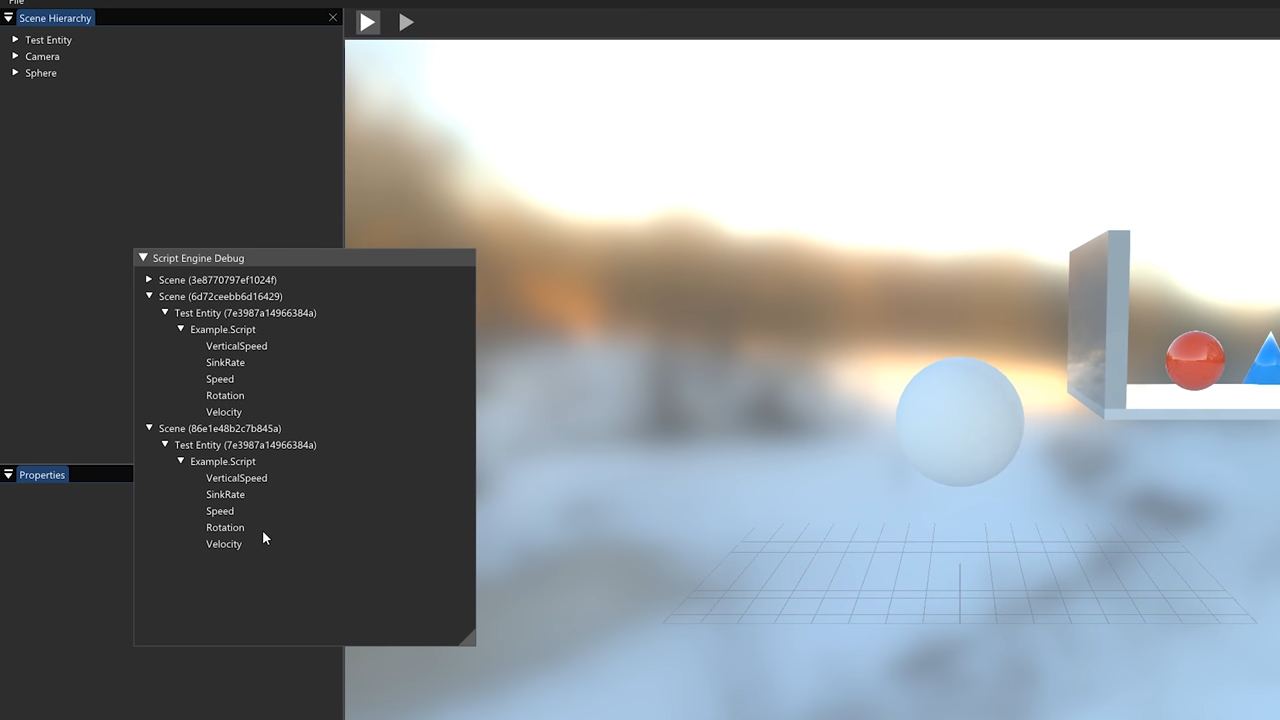 File
Scene Hierarchy
Test Entity
Camera
Sphere
Script Engine Debug
Scene (3e8770797ef1024f)
Scene (6d72ceebb6d16429)
Test Entity (7e3987a14966384a)
Example.Script
VerticalSpeed
SinkRate
Speed
Rotation
Velocity
Scene (86e1e48b2c7b845a)
Test Entity (7e3987a14966384a)
Example.Script
VerticalSpeed
SinkRate
Speed
Rotation
Velocity
Properties